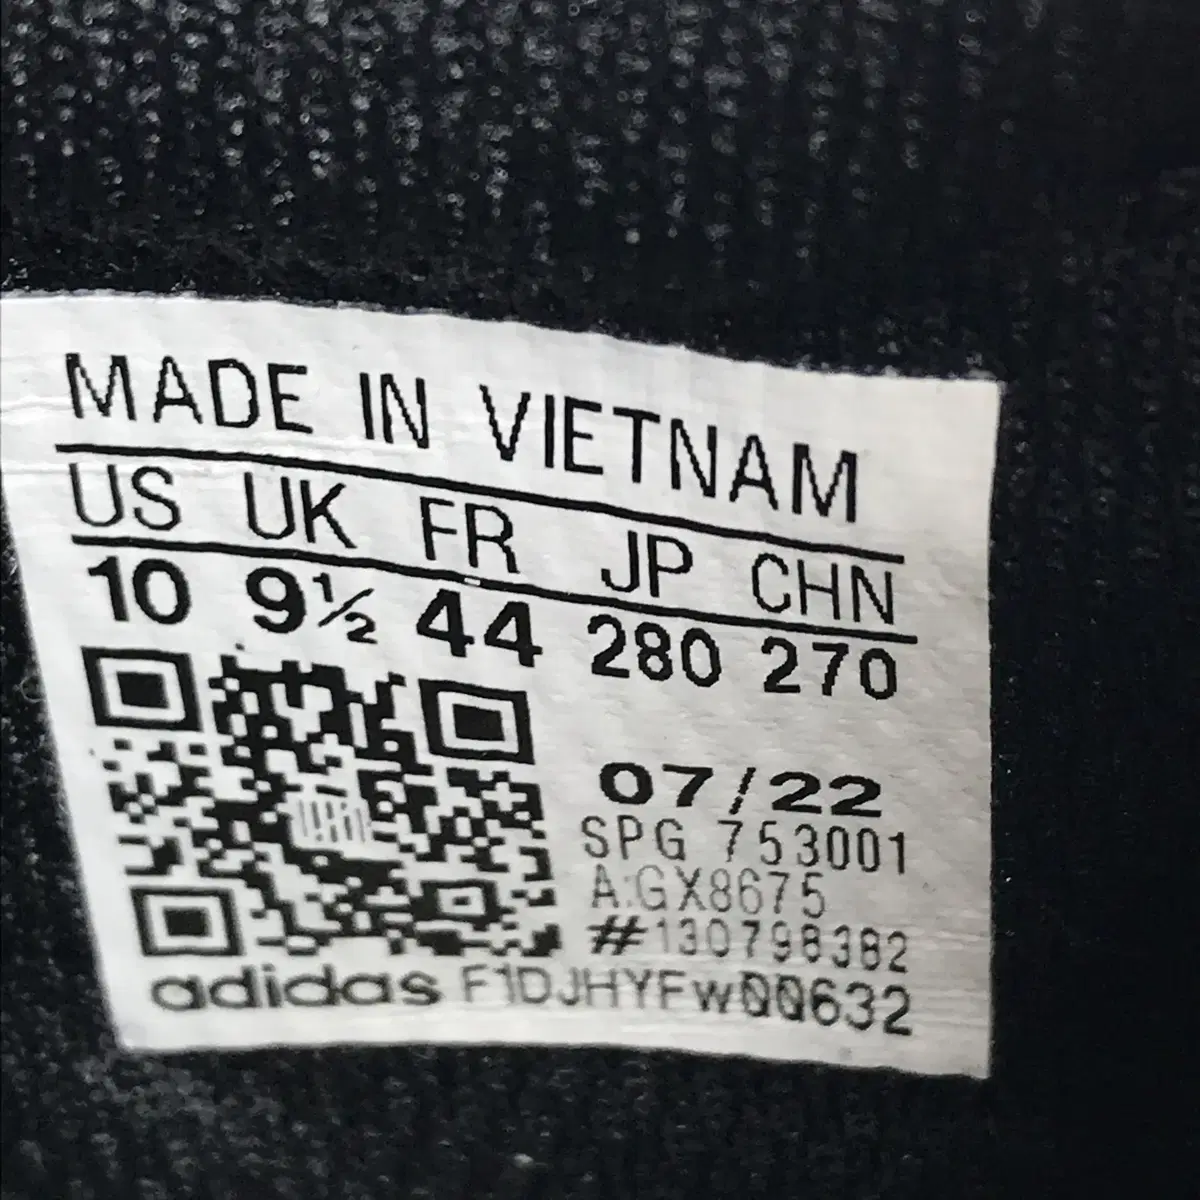 MADE IN VIETNAM
US UK FR JP CHN
10 9½ 44 280 270
07/22
SPG 753001
A:GX8675
#130798382
adidas F1DJHYFwQQ632